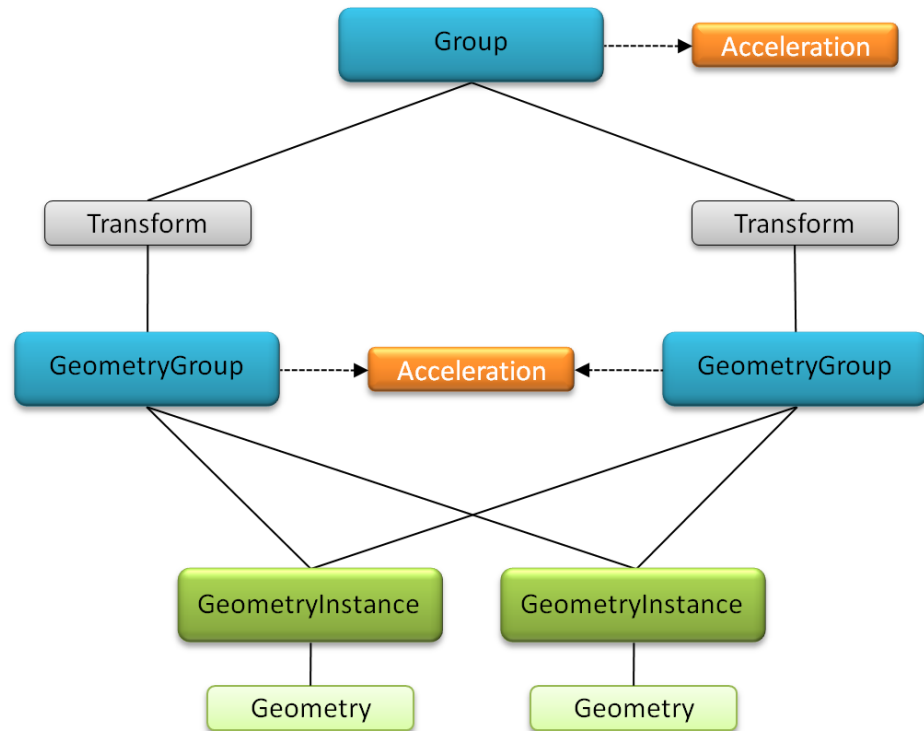 Group
Acceleration
Transform
Transform
GeometryGroup
Acceleration
GeometryGroup
GeometryInstance
GeometryInstance
Geometry
Geometry